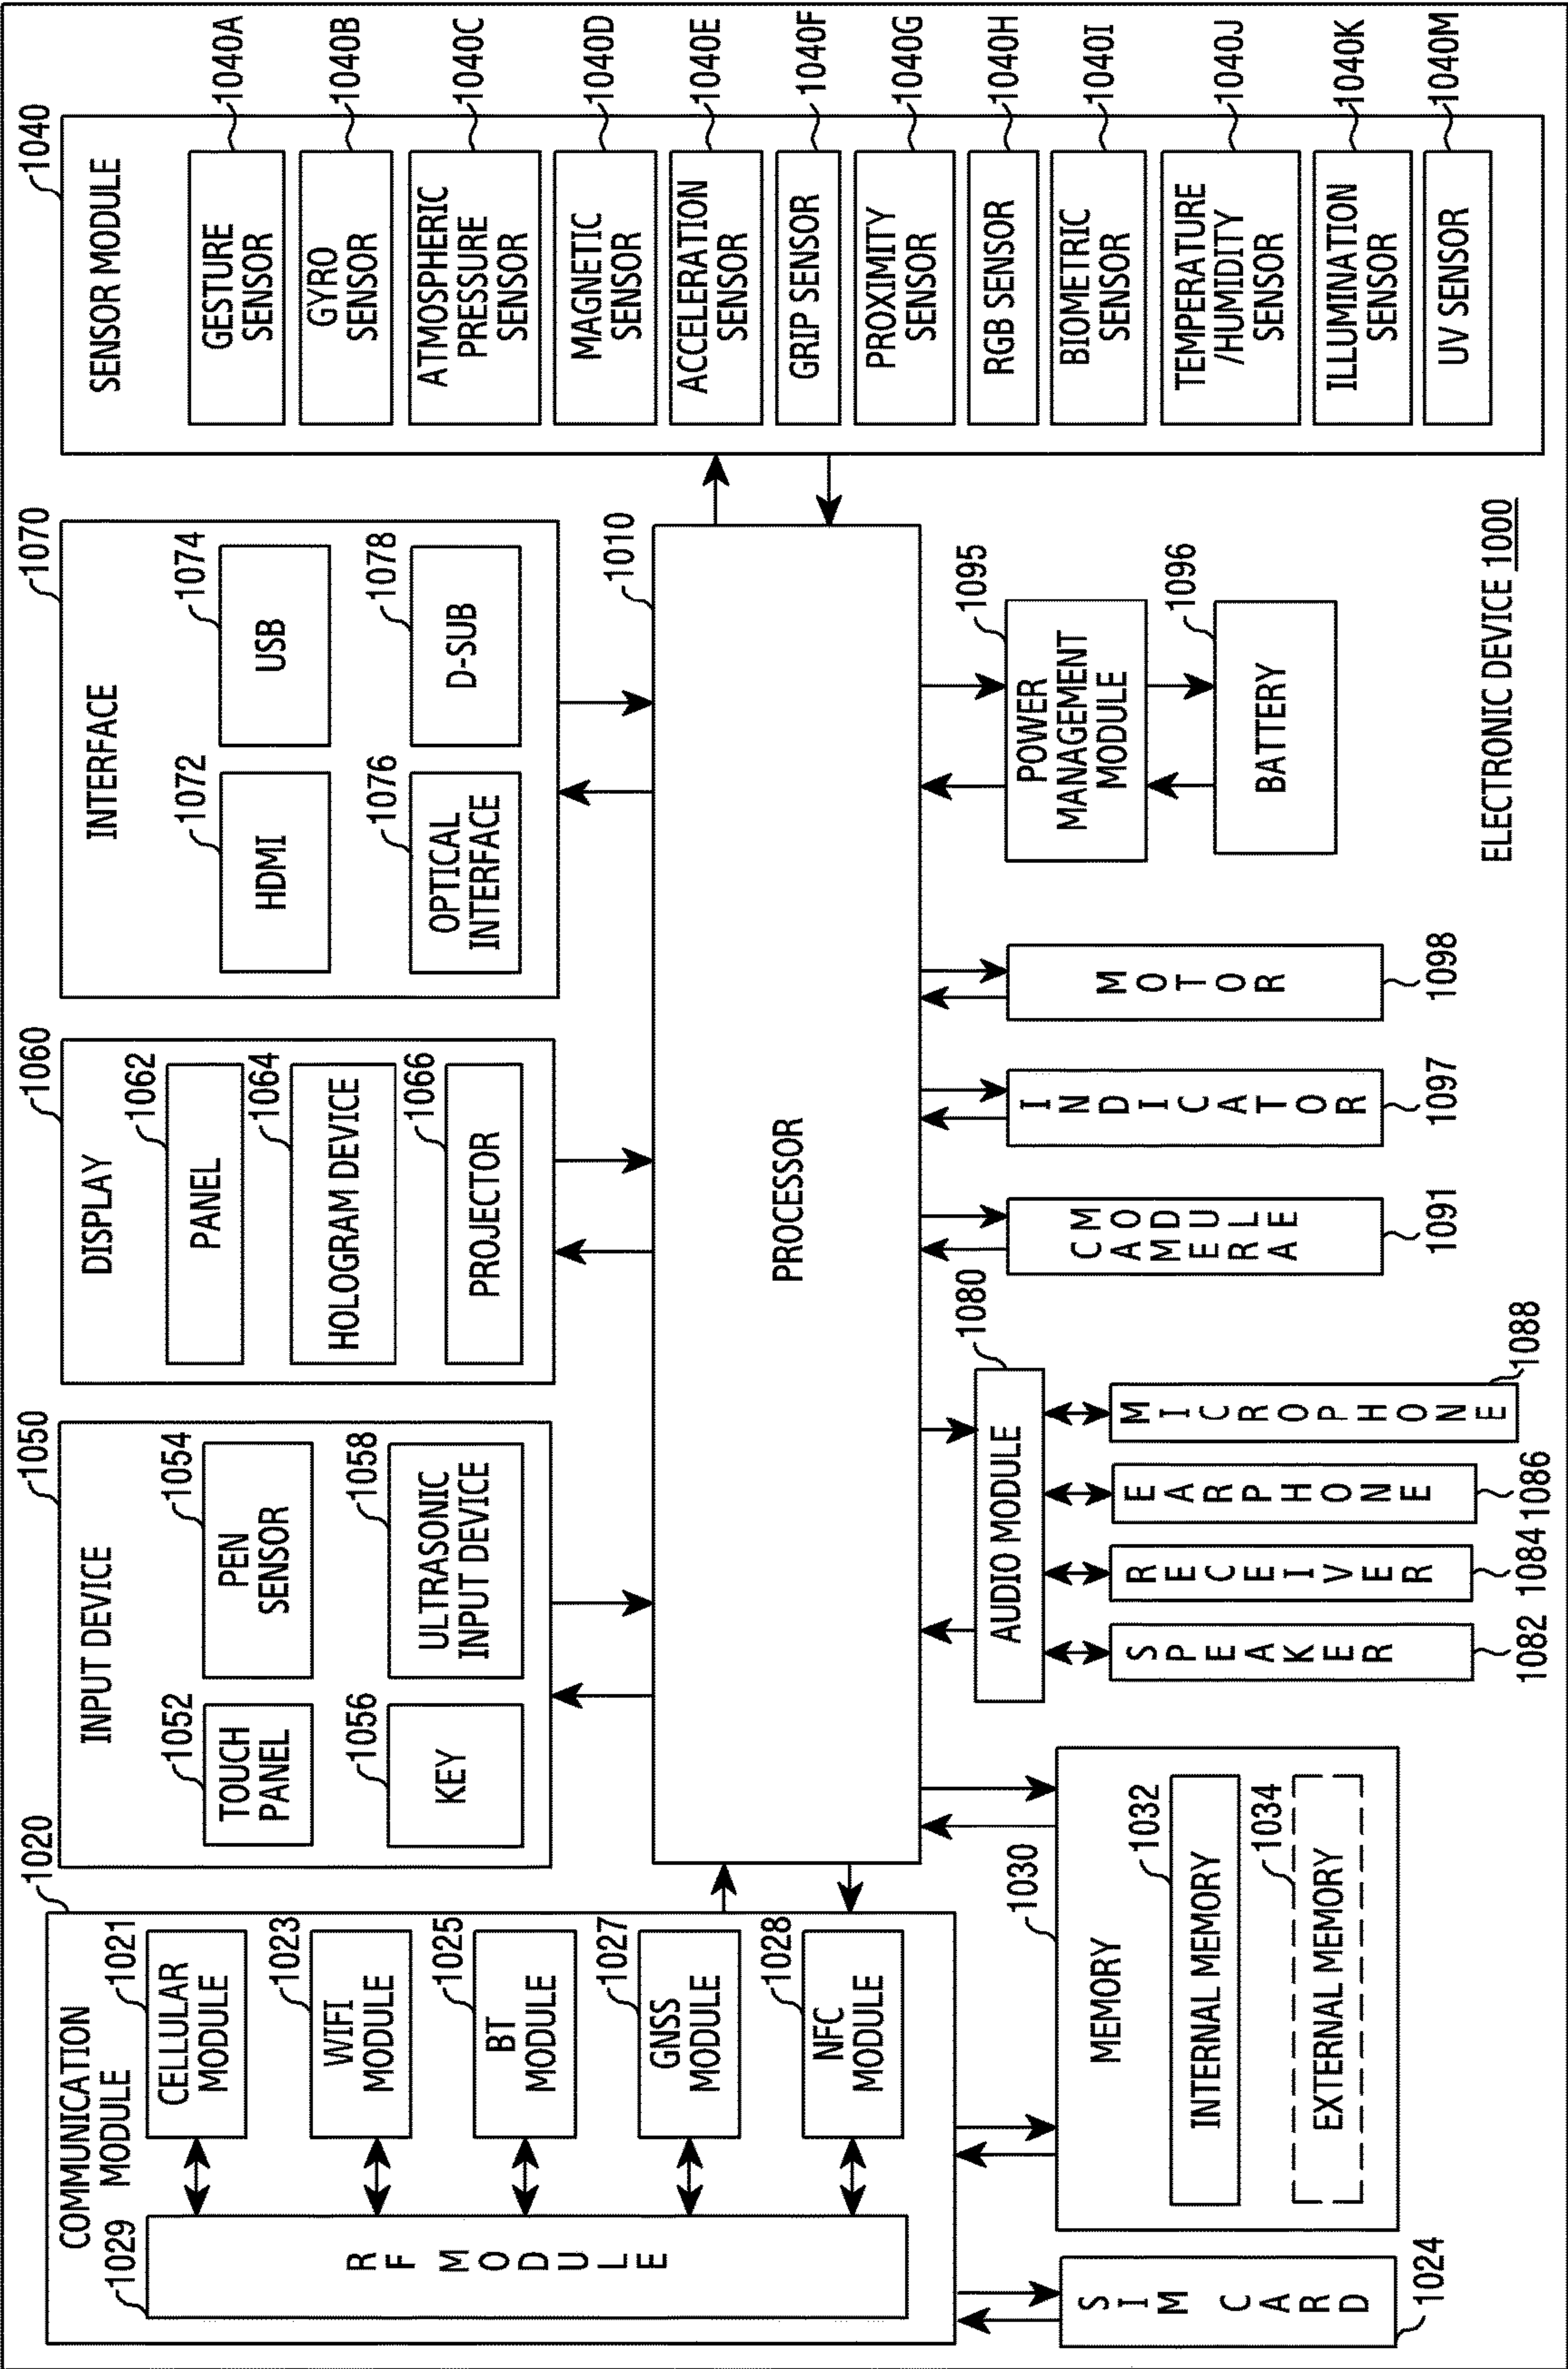 COMMUNICATION
MODULE
1020
1029
RF MODULE
1021
CELLULAR
MODULE
1023
WIFI
MODULE
1025
BT
MODULE
1027
GNSS
MODULE
1028
NFC
MODULE
1050
INPUT DEVICE
1052
TOUCH
PANEL
1054
PEN
SENSOR
1056
KEY
1058
ULTRASONIC
INPUT DEVICE
1060
DISPLAY
1062
PANEL
1064
HOLOGRAM DEVICE
1066
PROJECTOR
1070
INTERFACE
1072
HDMI
1074
USB
1076
OPTICAL
INTERFACE
1078
D-SUB
1040
SENSOR MODULE
GESTURE
SENSOR
1040A
GYRO
SENSOR
1040B
ATMOSPHERIC
PRESSURE
SENSOR
1040C
MAGNETIC
SENSOR
1040D
ACCELERATION
SENSOR
1040E
GRIP SENSOR
1040F
PROXIMITY
SENSOR
1040G
RGB SENSOR
1040H
BIOMETRIC
SENSOR
1040I
TEMPERATURE
/HUMIDITY
SENSOR
1040J
ILLUMINATION
SENSOR
1040K
UV SENSOR
1040M
1010
PROCESSOR
SIM CARD
1024
1030
MEMORY
1032
INTERNAL MEMORY
1034
EXTERNAL MEMORY
1080
AUDIO MODULE
SPEAKER
1082
RECEIVER
1084
EARPHONE
1086
MICROPHONE
1088
CAMERA
MODULE
1091
INDICATOR
1097
MOTOR
1098
1095
POWER
MANAGEMENT
MODULE
1096
BATTERY
ELECTRONIC DEVICE 1000